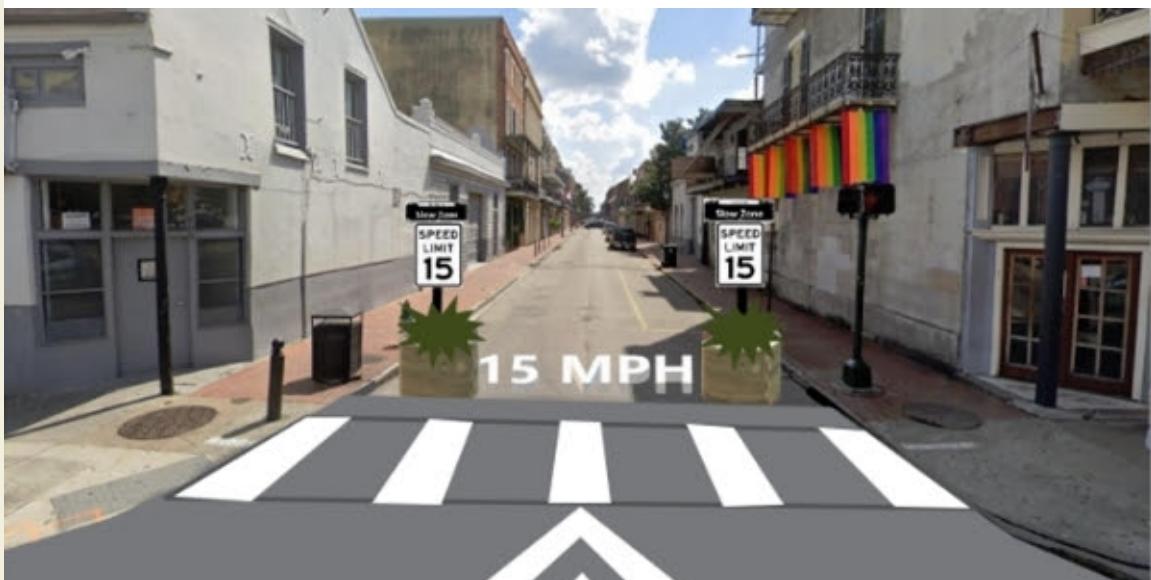 Slow Zone
SPEED
LIMIT
15
Slow Zone
SPEED
LIMIT
15
15 MPH